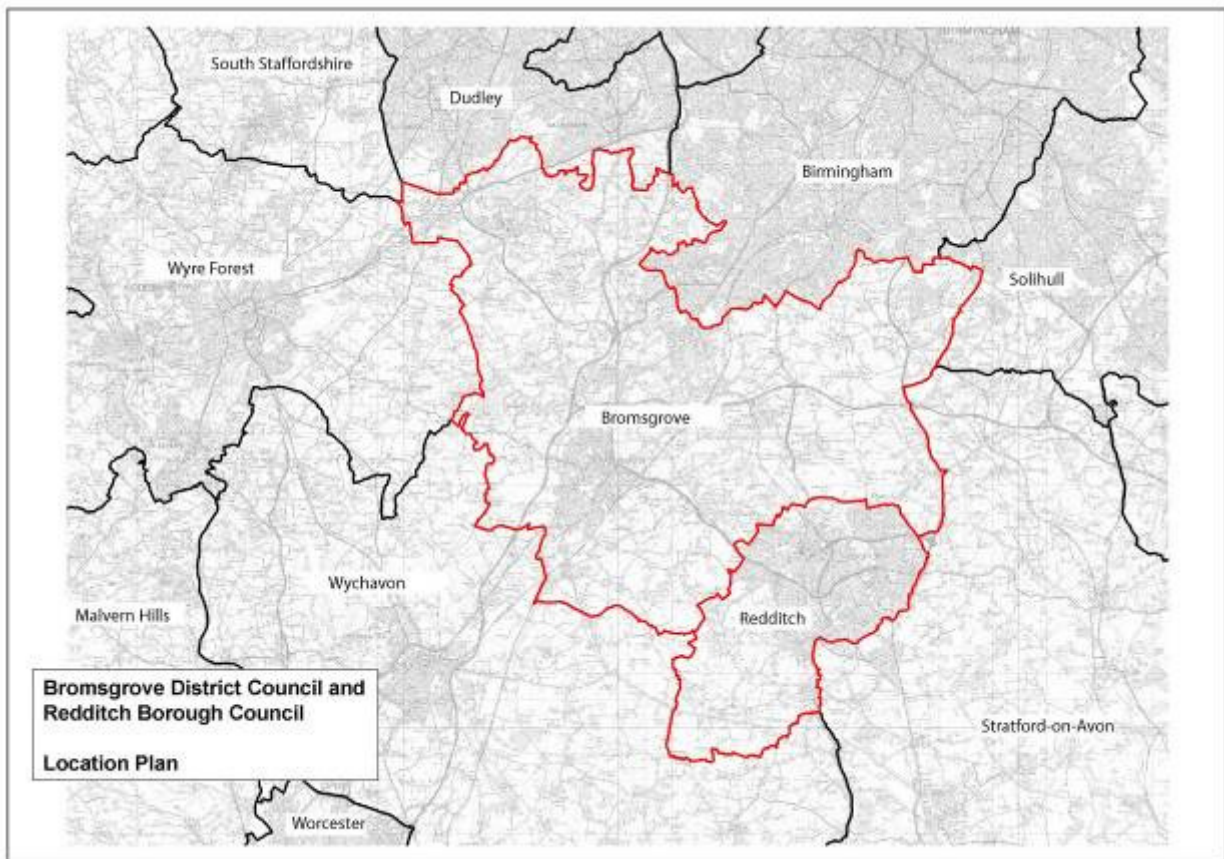 South Staffordshire
Dudley
Birmingham
Wyre Forest
Solihull
Bromsgrove
Wychavon
Malvern Hills
Redditch
Bromsgrove District Council and
Redditch Borough Council
Location Plan
Stratford-on-Avon
Worcester